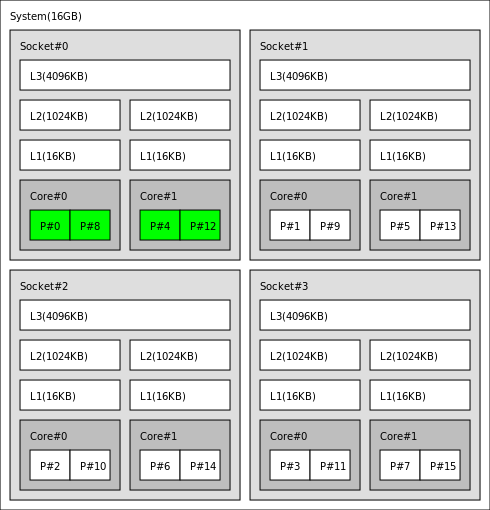 System(16GB)
Socket#0
L3(4096KB)
L2(1024KB) L2(1024KB)
L1(16KB) L1(16KB)
Core#0 Core#1
P#0 P#8 P#4 P#12
Socket#1
L3(4096KB)
L2(1024KB) L2(1024KB)
L1(16KB) L1(16KB)
Core#0 Core#1
P#1 P#9 P#5 P#13
Socket#2
L3(4096KB)
L2(1024KB) L2(1024KB)
L1(16KB) L1(16KB)
Core#0 Core#1
P#2 P#10 P#6 P#14
Socket#3
L3(4096KB)
L2(1024KB) L2(1024KB)
L1(16KB) L1(16KB)
Core#0 Core#1
P#3 P#11 P#7 P#15